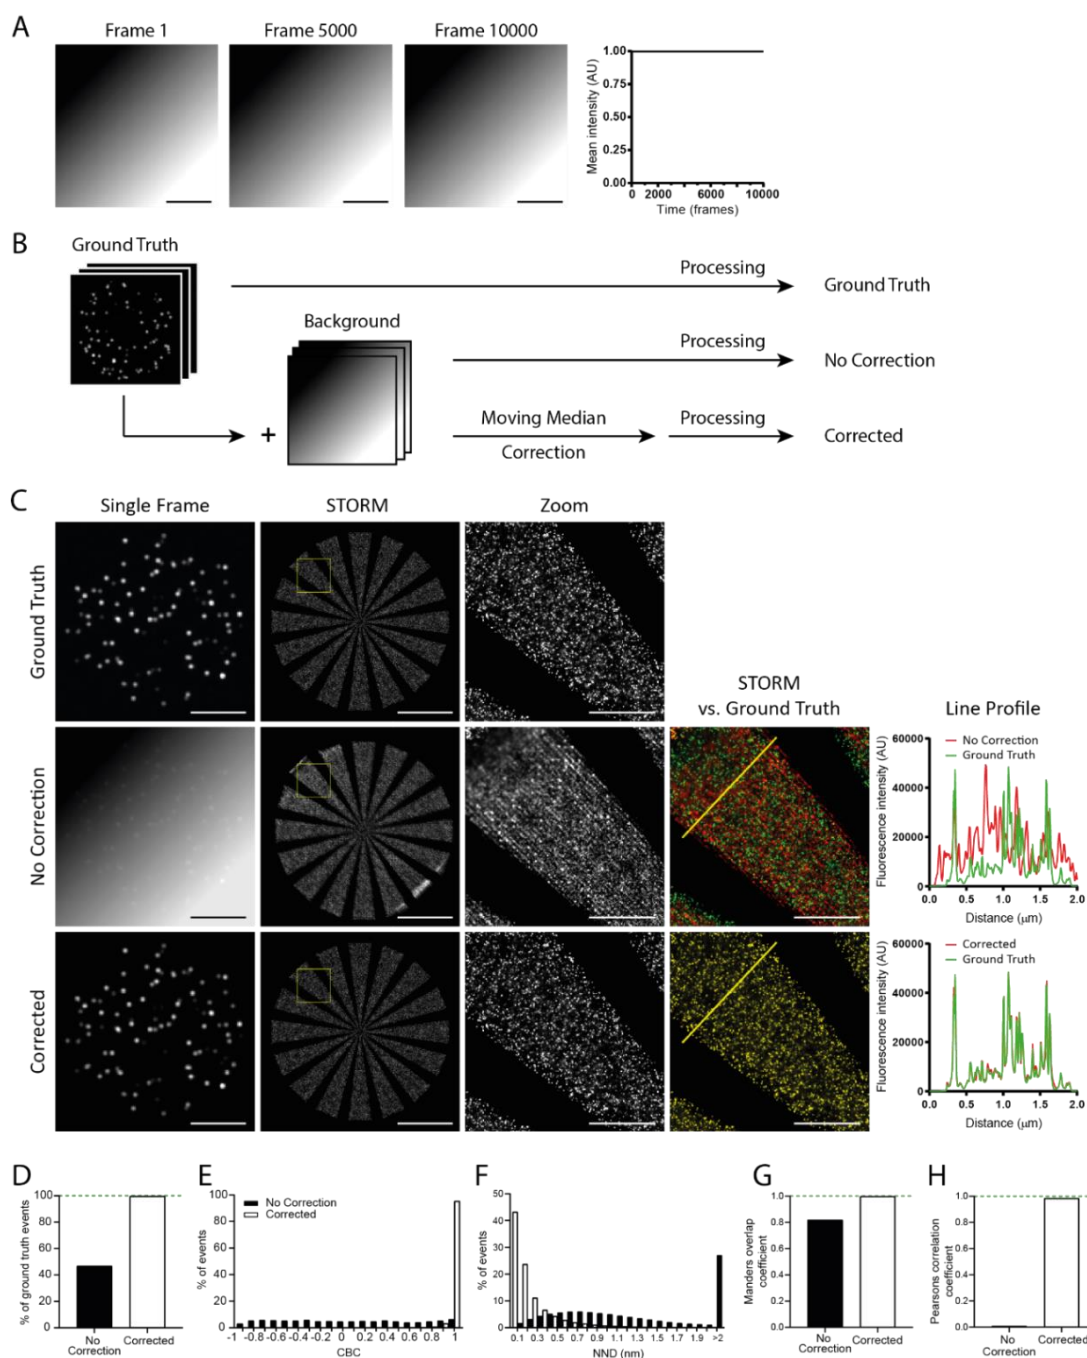 A
Frame 1
Frame 5000
Frame 10000
1.00
0.75
0.50
0.25
0.00
Mean intensity (AU)
0 2000 6000 10000
Time (frames)
B
Ground Truth
Processing
Ground Truth
Background
Processing
No Correction
+
Moving Median
Correction
Processing
Corrected
C
Single Frame
STORM
Zoom
Ground Truth
STORM
vs. Ground Truth
Line Profile
No Correction
60000
40000
20000
0
Fluorescence intensity (AU)
No Correction
Ground Truth
0.0 0.5 1.0 1.5 2.0
Distance (μm)
Corrected
60000
40000
20000
0
Fluorescence intensity (AU)
Corrected
Ground Truth
0.0 0.5 1.0 1.5 2.0
Distance (μm)
D
% of ground truth events
100
80
60
40
20
0
No
Correction
Corrected
E
% of events
100
80
60
40
20
0
No Correction
Corrected
-1 -0.8 -0.6 -0.4 -0.2 0 0.2 0.4 0.6 0.8 1
CBC
F
% of events
50
40
30
20
10
0
0.1 0.3 0.5 0.7 0.9 1.1 1.3 1.5 1.7 1.9 >2
NND (nm)
G
Manders overlap
coefficient
1.0
0.8
0.6
0.4
0.2
0.0
No
Correction
Corrected
H
Pearsons correlation
coefficient
1.0
0.8
0.6
0.4
0.2
0.0
No
Correction
Corrected